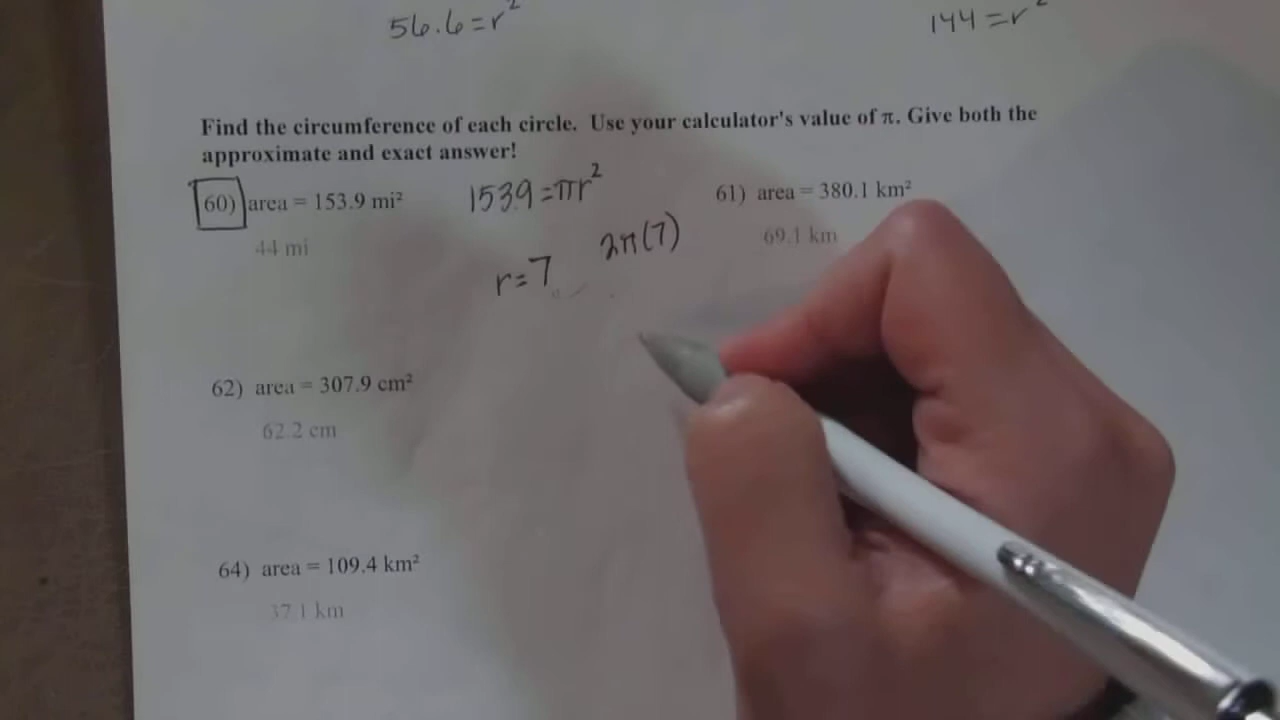 56.6=r²
144=r²
Find the circumference of each circle. Use your calculator's value of π. Give both the
approximate and exact answer!
60) area = 153.9 mi²
153.9=πr²
61) area = 380.1 km²
44 mi
2π(7)
69.1 km
r=7
62) area = 307.9 cm²
62.2 cm
64) area = 109.4 km²
37.1 km